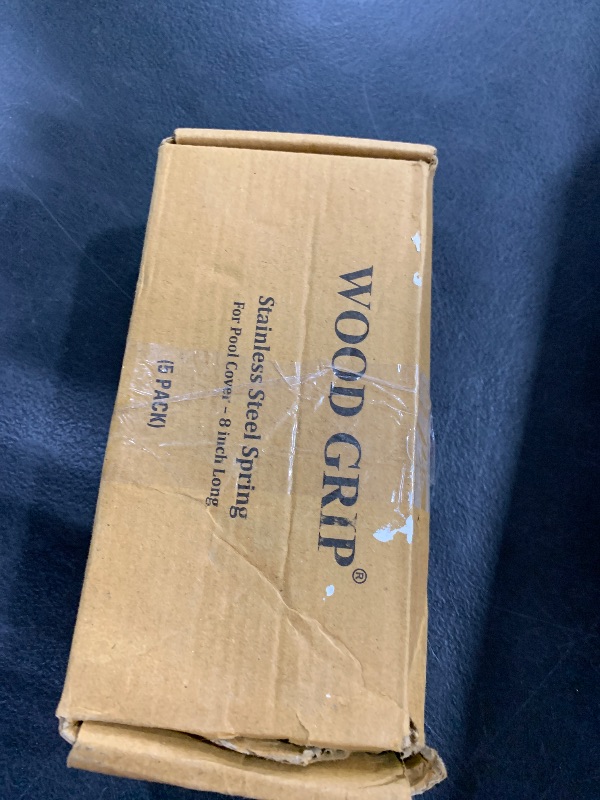 WOOD GRIP®
Stainless Steel Spring
For Pool Cover - 8 inch Long
(5 PACK)